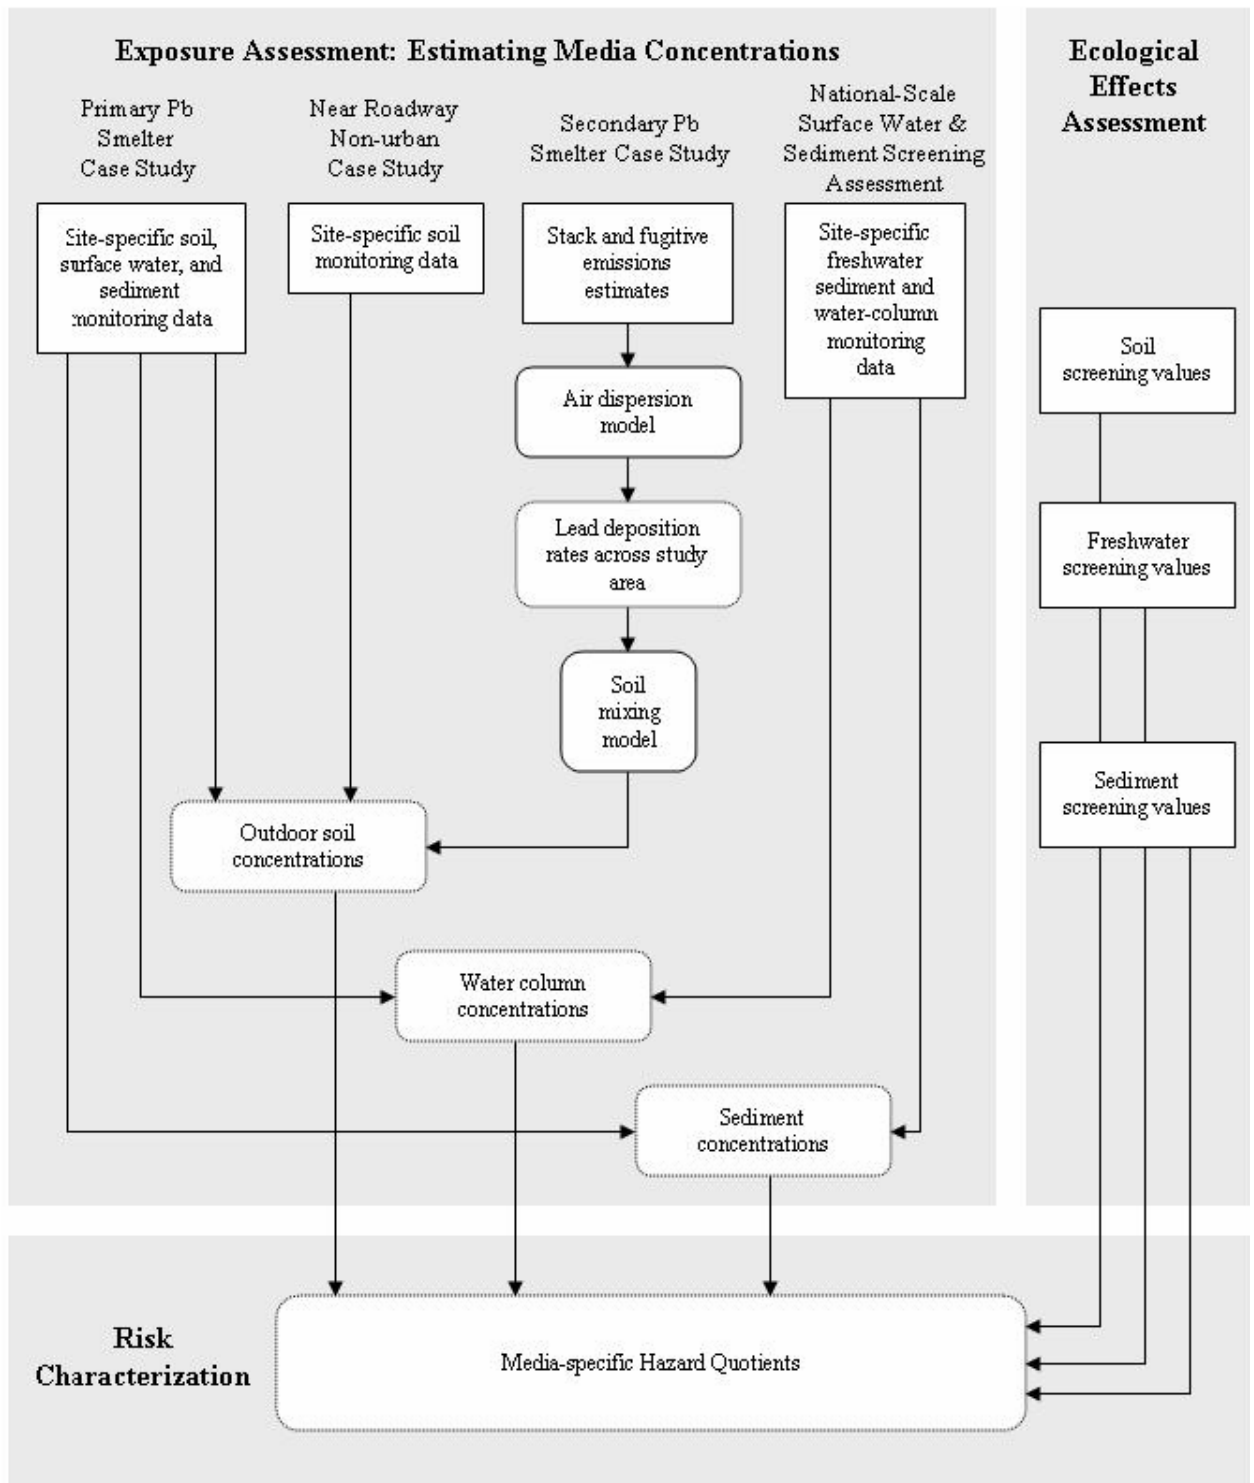 Exposure Assessment: Estimating Media Concentrations
Primary Pb
Smelter
Case Study
Near Roadway
Non-urban
Case Study
Secondary Pb
Smelter Case Study
National-Scale
Surface Water &
Sediment Screening
Assessment
Site-specific soil,
surface water, and
sediment
monitoring data
Site-specific soil
monitoring data
Stack and fugitive
emissions
estimates
Site-specific
freshwater
sediment and
water-column
monitoring
data
Air dispersion
model
Lead deposition
rates across study
area
Soil
mixing
model
Outdoor soil
concentrations
Water column
concentrations
Sediment
concentrations
Ecological
Effects
Assessment
Soil
screening values
Freshwater
screening values
Sediment
screening values
Risk
Characterization
Media-specific Hazard Quotients